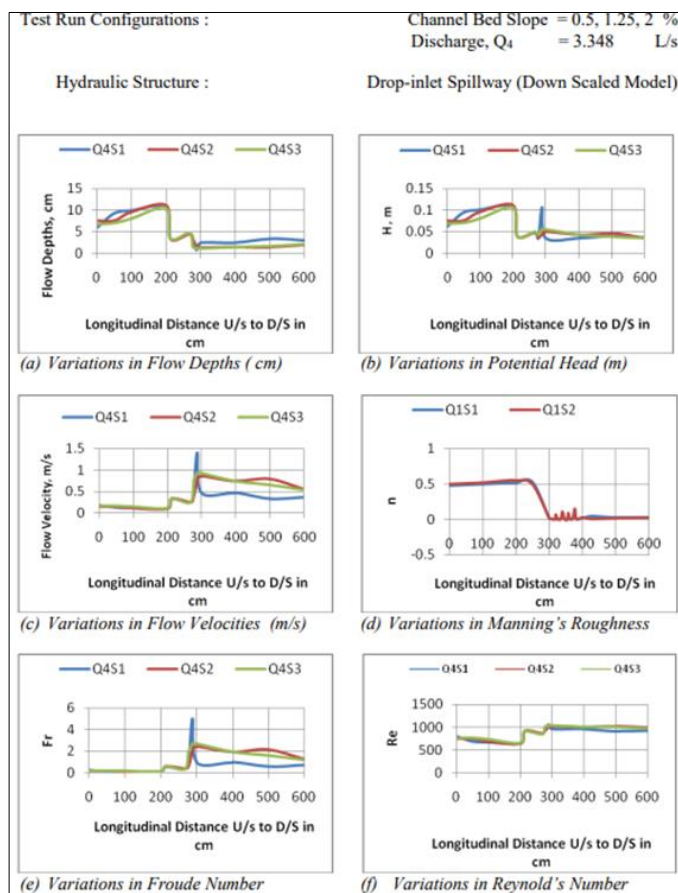 Test Run Configurations : Channel Bed Slope = 0.5, 1.25, 2 %
Discharge, Q4 = 3.348 L/s
Hydraulic Structure : Drop-inlet Spillway (Down Scaled Model)
Q4S1 Q4S2 Q4S3
15
10
5
0
Flow Depths, cm
0 100 200 300 400 500 600
Longitudinal Distance U/s to D/S in
cm
(a) Variations in Flow Depths ( cm)
Q4S1 Q4S2 Q4S3
0.15
0.1
0.05
0
H, m
0 100 200 300 400 500 600
Longitudinal Distance U/s to D/S in
cm
(b) Variations in Potential Head (m)
Q4S1 Q4S2 Q4S3
1.5
1
0.5
0
Flow Velocity, m/s
0 100 200 300 400 500 600
Longitudinal Distance U/s to D/S in
cm
(c) Variations in Flow Velocities (m/s)
Q1S1 Q1S2
1
0.5
0
-0.5
n
0 100 200 300 400 500 600
Longitudinal Distance U/s to D/S in
cm
(d) Variations in Manning's Roughness
Q4S1 Q4S2 Q4S3
6
4
2
0
Fr
0 100 200 300 400 500 600
Longitudinal Distance U/s to D/S in
cm
(e) Variations in Froude Number
Q4S1 Q4S2 Q4S3
1500
1000
500
0
Re
0 100 200 300 400 500 600
Longitudinal Distance U/s to D/S in
cm
(f) Variations in Reynold's Number